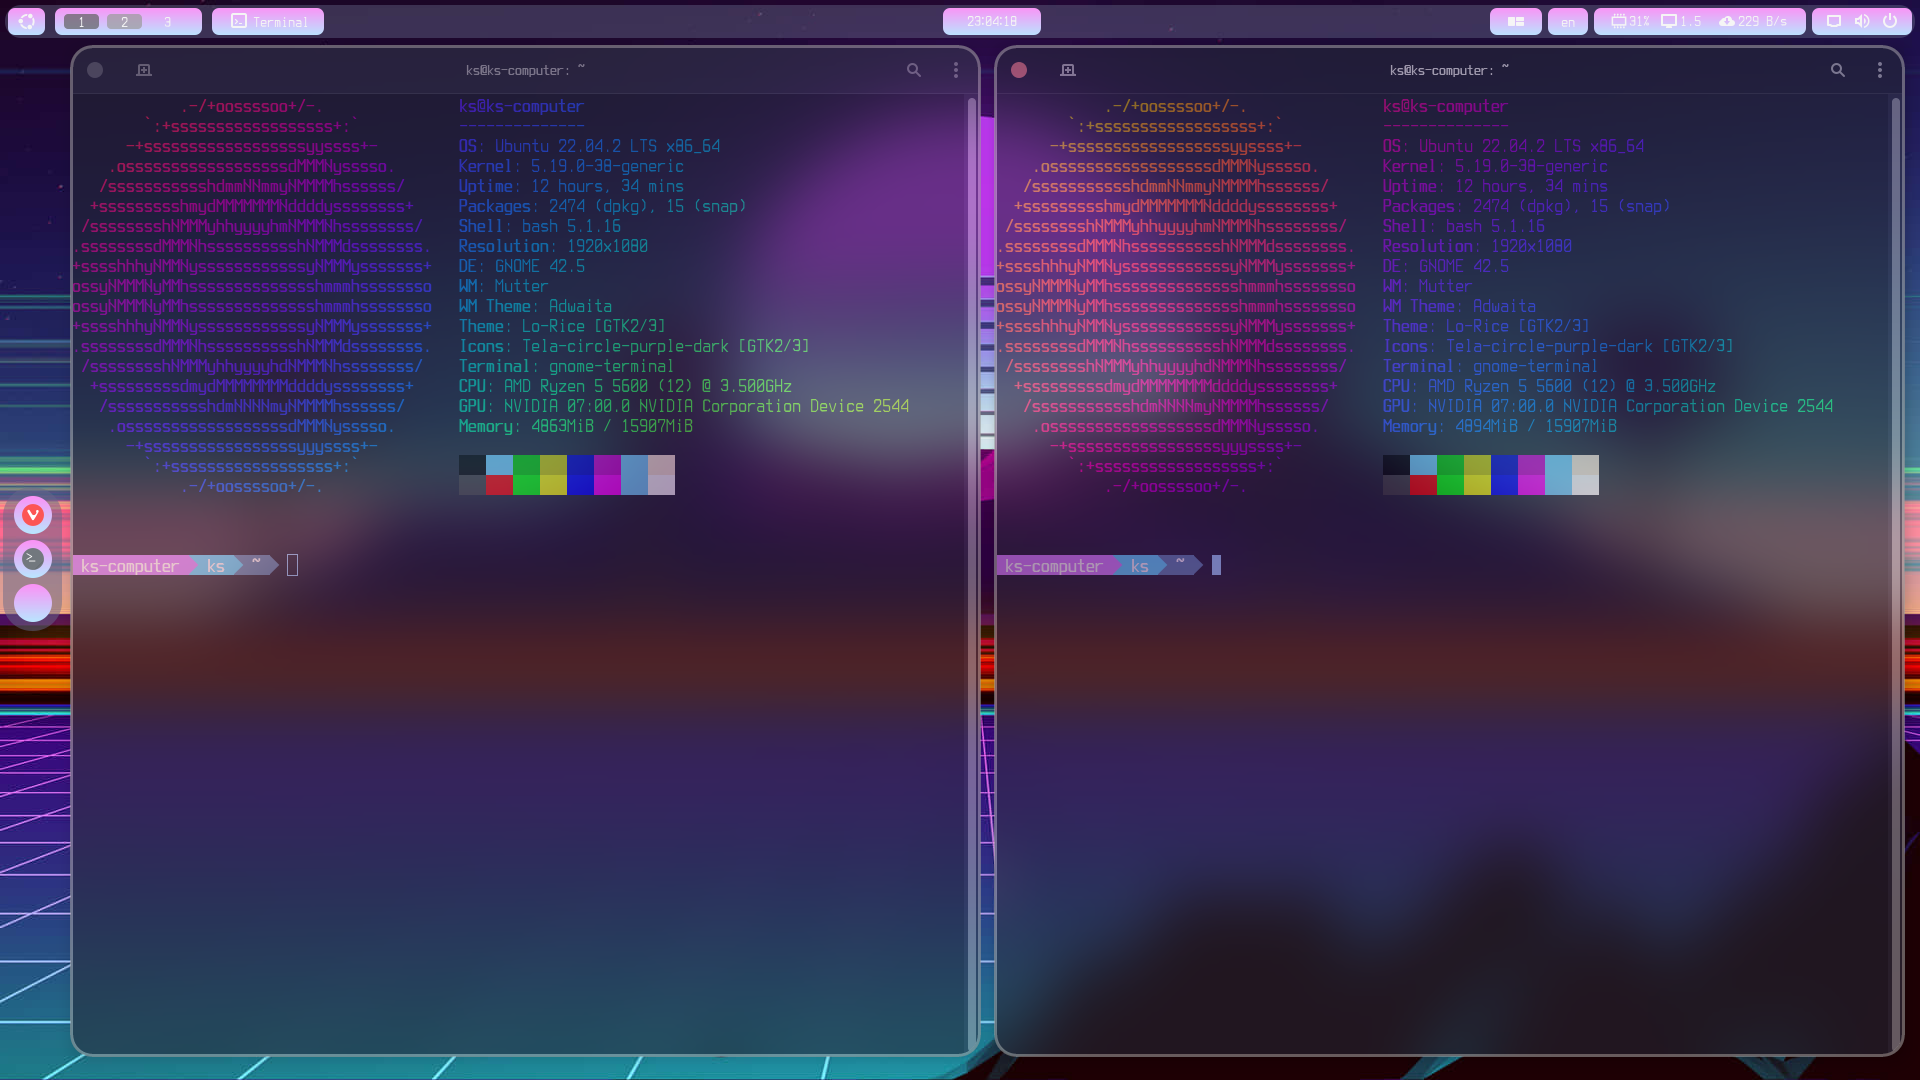 1 2 3 Terminal 23:04:18 en 31% 1.5 229 B/s
ks@ks-computer: ~
.-/+oossssoo+/-.
`:+ssssssssssssssssss+:`
-+ssssssssssssssssssyyssss+-
.ossssssssssssssssssdMMMNysssso.
/ssssssssssshdmmNNmmyNMMMMhssssss/
+ssssssssshmydMMMMMMMNddddyssssssss+
/sssssssshNMMMyhhyyyyhmNMMMNhssssssss/
.ssssssssdMMMNhsssssssssshNMMMdssssssss.
+sssshhhyNMMNyssssssssssssyNMMMysssssss+
ossyNMMMNyMMhsssssssssssssshmmmhssssssso
ossyNMMMNyMMhsssssssssssssshmmmhssssssso
+sssshhhyNMMNyssssssssssssyNMMMysssssss+
.ssssssssdMMMNhsssssssssshNMMMdssssssss.
/sssssssshNMMMyhhyyyyhdNMMMNhssssssss/
+sssssssssdmydMMMMMMMMddddyssssssss+
/ssssssssssshdmNNNNmyNMMMMhssssss/
.ossssssssssssssssssdMMMNysssso.
-+sssssssssssssssssyyyssss+-
`:+ssssssssssssssssss+:`
.-/+oossssoo+/-.
ks@ks-computer
--------------
OS: Ubuntu 22.04.2 LTS x86_64
Kernel: 5.19.0-38-generic
Uptime: 12 hours, 34 mins
Packages: 2474 (dpkg), 15 (snap)
Shell: bash 5.1.16
Resolution: 1920x1080
DE: GNOME 42.5
WM: Mutter
WM Theme: Adwaita
Theme: Lo-Rice [GTK2/3]
Icons: Tela-circle-purple-dark [GTK2/3]
Terminal: gnome-terminal
CPU: AMD Ryzen 5 5600 (12) @ 3.500GHz
GPU: NVIDIA 07:00.0 NVIDIA Corporation Device 2544
Memory: 4863MiB / 15907MiB
ks-computer ks ~
ks@ks-computer: ~
.-/+oossssoo+/-.
`:+ssssssssssssssssss+:`
-+ssssssssssssssssssyyssss+-
.ossssssssssssssssssdMMMNysssso.
/ssssssssssshdmmNNmmyNMMMMhssssss/
+ssssssssshmydMMMMMMMNddddyssssssss+
/sssssssshNMMMyhhyyyyhmNMMMNhssssssss/
.ssssssssdMMMNhsssssssssshNMMMdssssssss.
+sssshhhyNMMNyssssssssssssyNMMMysssssss+
ossyNMMMNyMMhsssssssssssssshmmmhssssssso
ossyNMMMNyMMhsssssssssssssshmmmhssssssso
+sssshhhyNMMNyssssssssssssyNMMMysssssss+
.ssssssssdMMMNhsssssssssshNMMMdssssssss.
/sssssssshNMMMyhhyyyyhdNMMMNhssssssss/
+sssssssssdmydMMMMMMMMddddyssssssss+
/ssssssssssshdmNNNNmyNMMMMhssssss/
.ossssssssssssssssssdMMMNysssso.
-+sssssssssssssssssyyyssss+-
`:+ssssssssssssssssss+:`
.-/+oossssoo+/-.
ks@ks-computer
--------------
OS: Ubuntu 22.04.2 LTS x86_64
Kernel: 5.19.0-38-generic
Uptime: 12 hours, 34 mins
Packages: 2474 (dpkg), 15 (snap)
Shell: bash 5.1.16
Resolution: 1920x1080
DE: GNOME 42.5
WM: Mutter
WM Theme: Adwaita
Theme: Lo-Rice [GTK2/3]
Icons: Tela-circle-purple-dark [GTK2/3]
Terminal: gnome-terminal
CPU: AMD Ryzen 5 5600 (12) @ 3.500GHz
GPU: NVIDIA 07:00.0 NVIDIA Corporation Device 2544
Memory: 4894MiB / 15907MiB
ks-computer ks ~